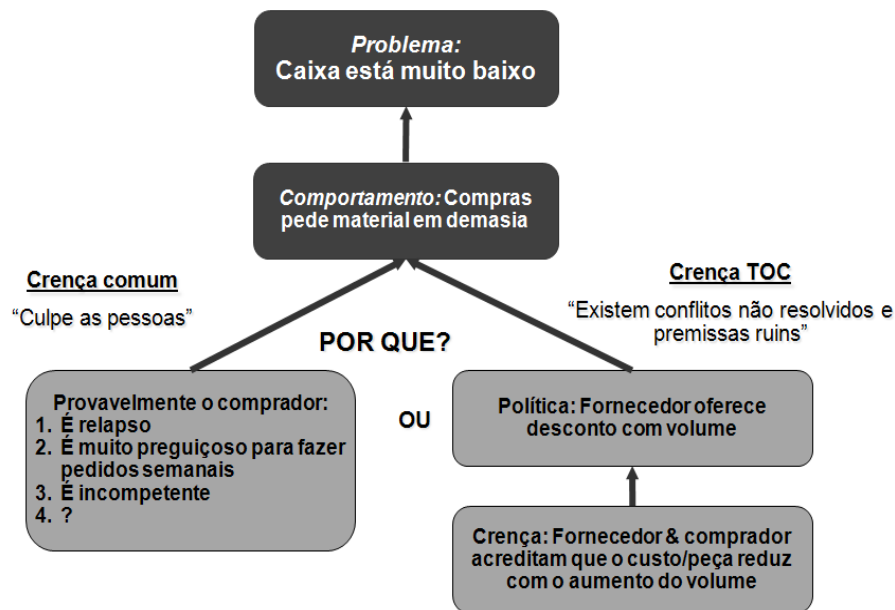 Problema:
Caixa está muito baixo
Comportamento: Compras
pede material em demasia
Crença comum
“Culpe as pessoas”
Crença TOC
“Existem conflitos não resolvidos e
premissas ruins”
POR QUE?
Provavelmente o comprador:
1. É relapso
2. É muito preguiçoso para fazer
pedidos semanais
3. É incompetente
4. ?
OU
Política: Fornecedor oferece
desconto com volume
Crença: Fornecedor & comprador
acreditam que o custo/peça reduz
com o aumento do volume